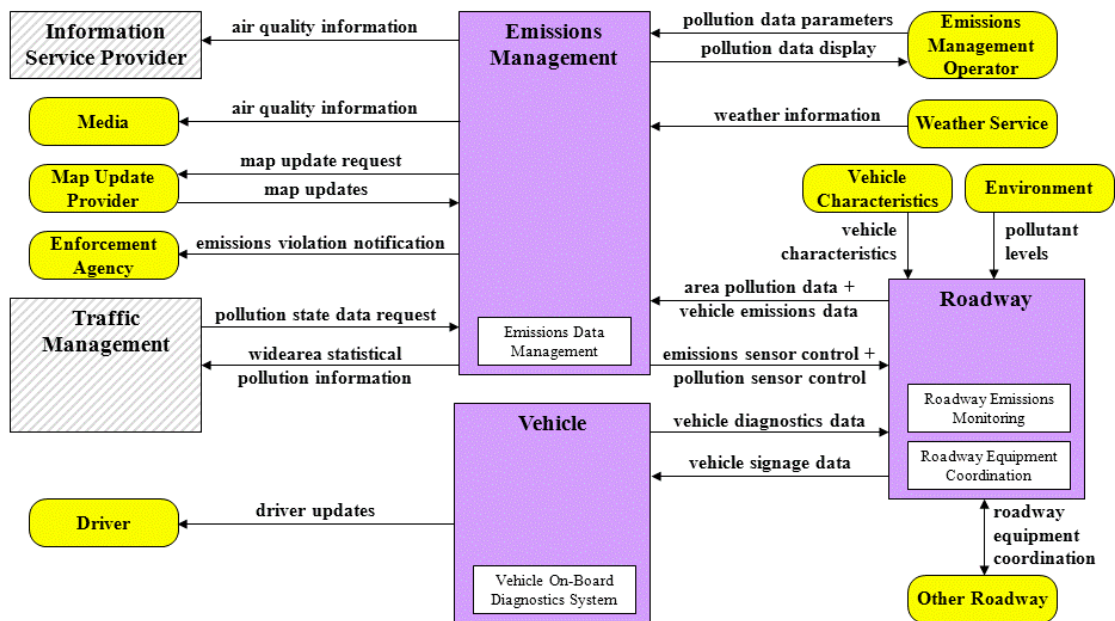 Information
Service Provider
air quality information
Emissions
Management
pollution data parameters
pollution data display
Emissions
Management
Operator
Media
air quality information
weather information
Weather Service
Map Update
Provider
map update request
map updates
Vehicle
Characteristics
Environment
Enforcement
Agency
emissions violation notification
vehicle
characteristics
pollutant
levels
Traffic
Management
pollution state data request
widearea statistical
pollution information
Emissions Data
Management
area pollution data +
vehicle emissions data
emissions sensor control +
pollution sensor control
Roadway
Roadway Emissions
Monitoring
Roadway Equipment
Coordination
Vehicle
vehicle diagnostics data
vehicle signage data
Driver
driver updates
Vehicle On-Board
Diagnostics System
roadway
equipment
coordination
Other Roadway